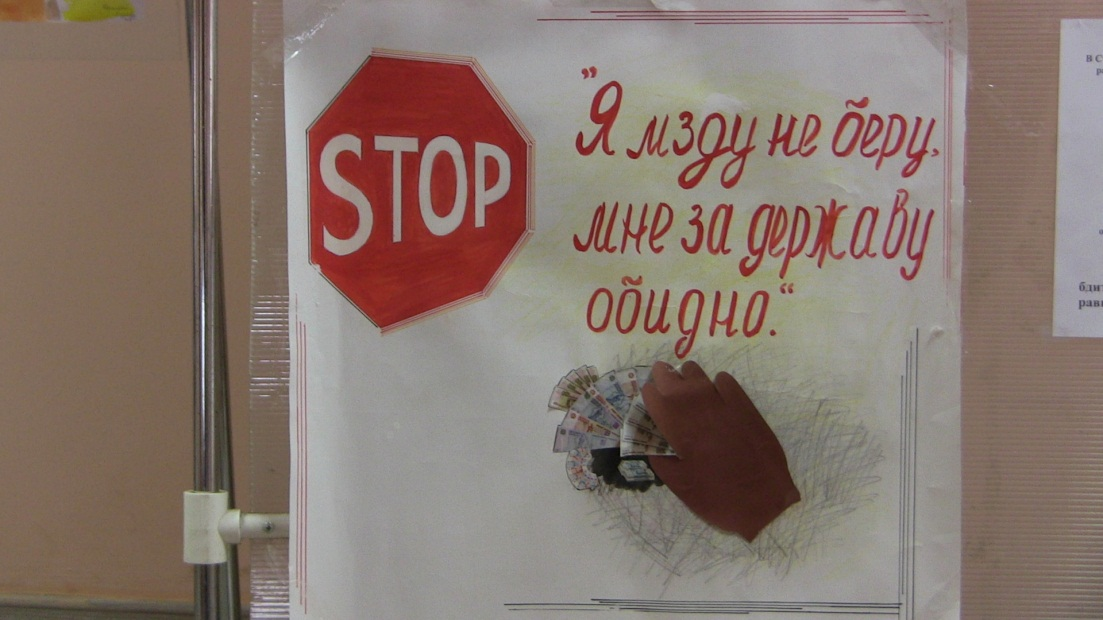 STOP
"Я мзду не беру,
мне за державу
обидно."